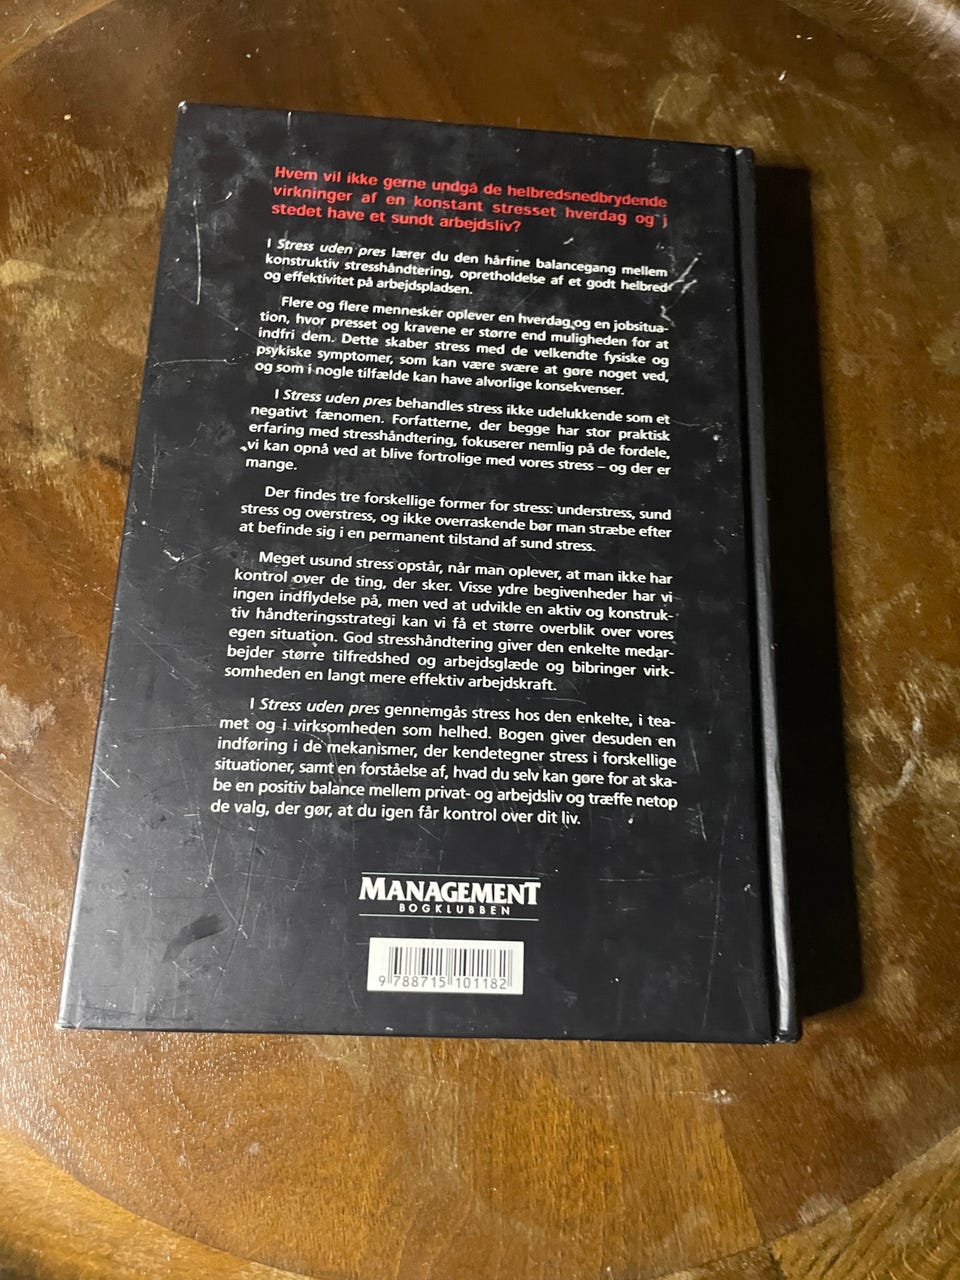 Hvem vil ikke gerne undgå de helbredsnedbrydende
virkninger af en konstant stresset hverdag og i
stedet have et sundt arbejdsliv?
I Stress uden pres lærer du den hårfine balancegang mellem
konstruktiv stresshåndtering, opretholdelse af et godt helbred
og effektivitet på arbejdspladsen.
Flere og flere mennesker oplever en hverdag og en jobsitua-
tion, hvor presset og kravene er større end muligheden for at
indfri dem. Dette skaber stress med de velkendte fysiske og
psykiske symptomer, som kan være svære at gøre noget ved,
og som i nogle tilfælde kan have alvorlige konsekvenser.
I Stress uden pres behandles stress ikke udelukkende som et
negativt fænomen. Forfatterne, der begge har stor praktisk
erfaring med stresshåndtering, fokuserer nemlig på de fordele,
vi kan opnå ved at blive fortrolige med vores stress – og der er
mange.
Der findes tre forskellige former for stress: understress, sund
stress og overstress, og ikke overraskende bør man stræbe efter
at befinde sig i en permanent tilstand af sund stress.
Meget usund stress opstår, når man oplever, at man ikke har
kontrol over de ting, der sker. Visse ydre begivenheder har vi
ingen indflydelse på, men ved at udvikle en aktiv og konstruk-
tiv håndteringsstrategi kan vi få et større overblik over vores
egen situation. God stresshåndtering giver den enkelte medar-
bejder større tilfredshed og arbejdsglæde og bibringer virk-
somheden en langt mere effektiv arbejdskraft.
I Stress uden pres gennemgås stress hos den enkelte, i tea-
met og i virksomheden som helhed. Bogen giver desuden en
indføring i de mekanismer, der kendetegner stress i forskellige
situationer, samt en forståelse af, hvad du selv kan gøre for at ska-
be en positiv balance mellem privat- og arbejdsliv og træffe netop
de valg, der gør, at du igen får kontrol over dit liv.
MANAGEMENT
BOGKLUBBEN
9 788715 101182